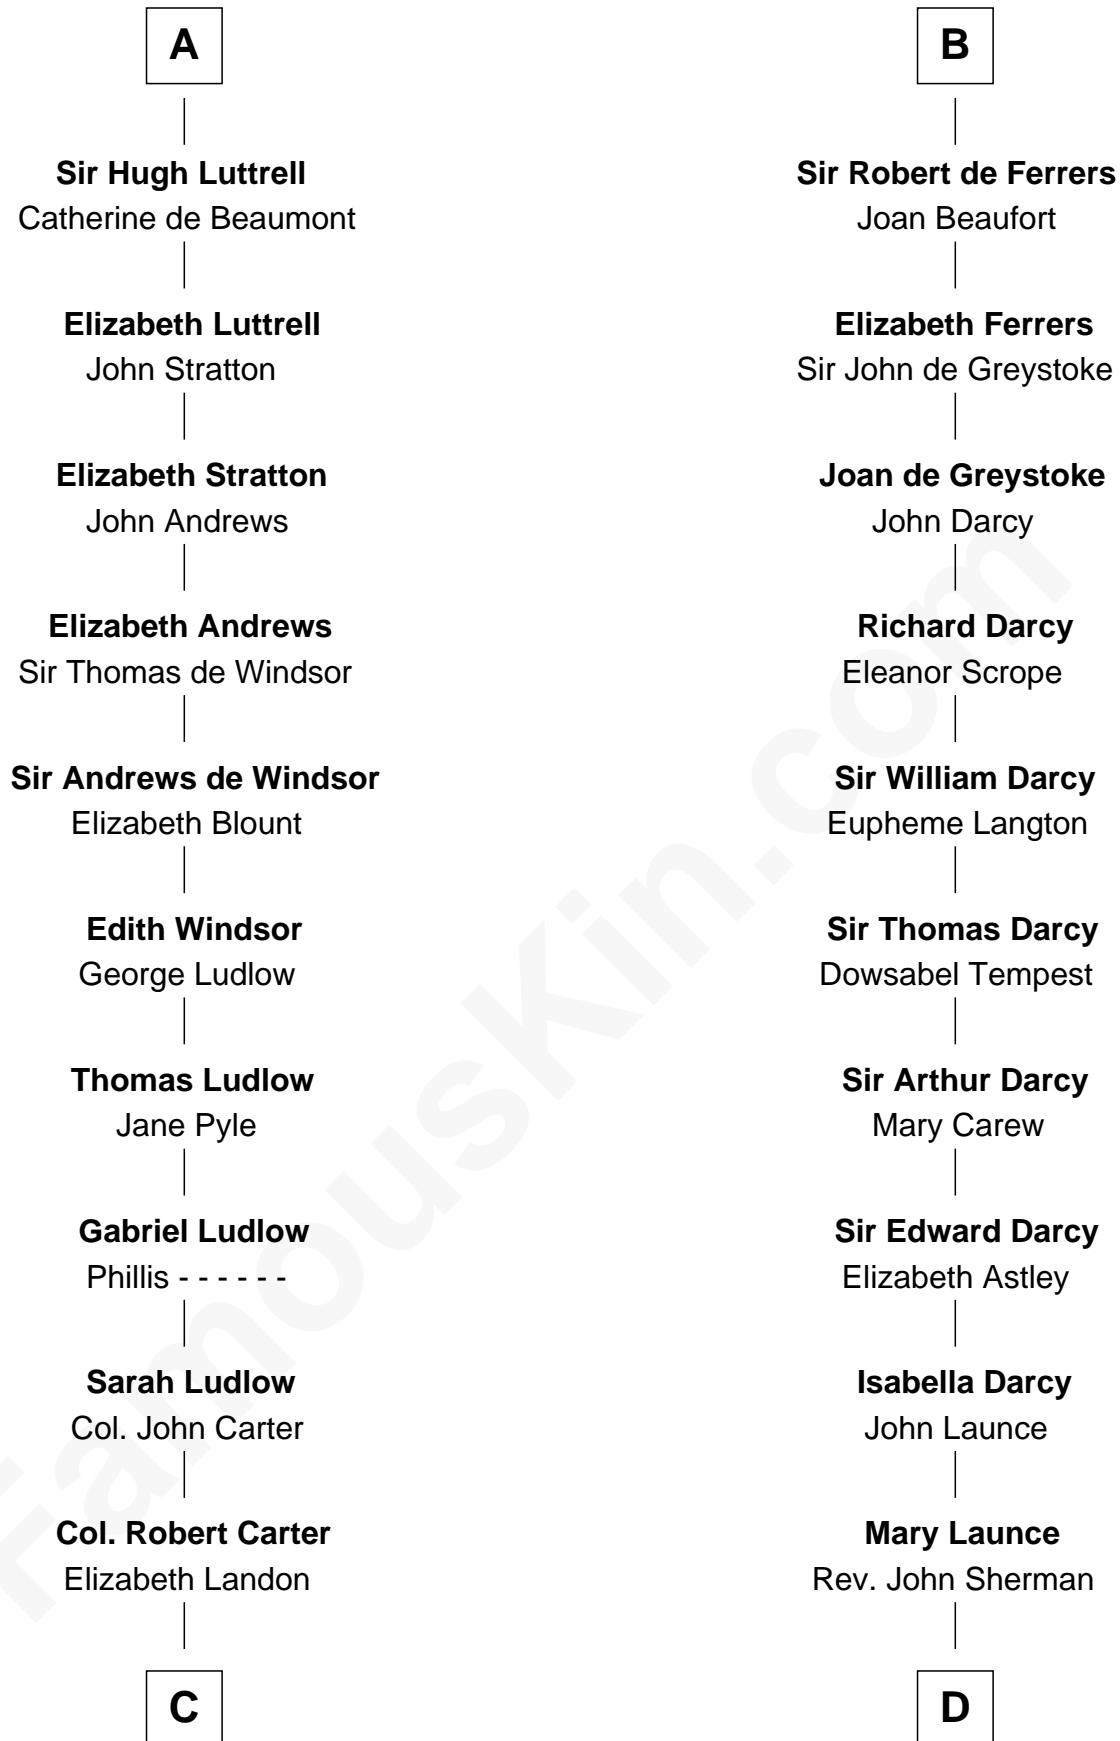 A
Sir Hugh Luttrell
Catherine de Beaumont
Elizabeth Luttrell
John Stratton
Elizabeth Stratton
John Andrews
Elizabeth Andrews
Sir Thomas de Windsor
Sir Andrews de Windsor
Elizabeth Blount
Edith Windsor
George Ludlow
Thomas Ludlow
Jane Pyle
Gabriel Ludlow
Phillis - - - - - -
Sarah Ludlow
Col. John Carter
Col. Robert Carter
Elizabeth Landon
C
B
Sir Robert de Ferrers
Joan Beaufort
Elizabeth Ferrers
Sir John de Greystoke
Joan de Greystoke
John Darcy
Richard Darcy
Eleanor Scrope
Sir William Darcy
Eupheme Langton
Sir Thomas Darcy
Dowsabel Tempest
Sir Arthur Darcy
Mary Carew
Sir Edward Darcy
Elizabeth Astley
Isabella Darcy
John Launce
Mary Launce
Rev. John Sherman
D
FamousKin.com